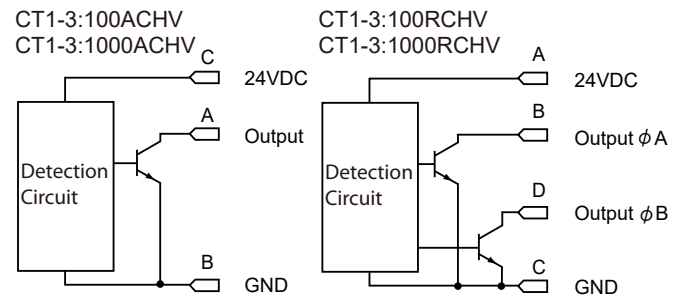 CT1-3:100ACHV
CT1-3:1000ACHV
C
24VDC
A
Output
Detection
Circuit
B
GND
CT1-3:100RCHV
CT1-3:1000RCHV
A
24VDC
B
Output ϕA
Detection
Circuit
D
Output ϕB
C
GND